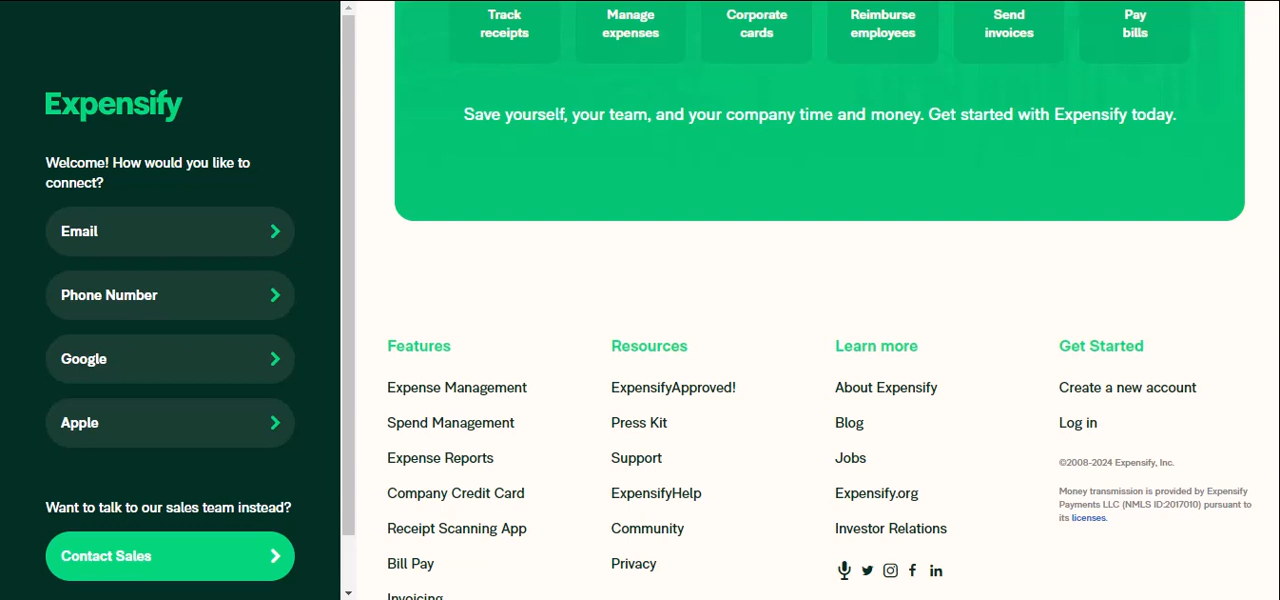 Expensify
Welcome! How would you like to
connect?
Email
Phone Number
Google
Apple
Want to talk to our sales team instead?
Contact Sales
Track
receipts
Manage
expenses
Corporate
cards
Reimburse
employees
Send
invoices
Pay
bills
Save yourself, your team, and your company time and money. Get started with Expensify today.
Features
Expense Management
Spend Management
Expense Reports
Company Credit Card
Receipt Scanning App
Bill Pay
Invoicing
Resources
ExpensifyApproved!
Press Kit
Support
ExpensifyHelp
Community
Privacy
Learn more
About Expensify
Blog
Jobs
Expensify.org
Investor Relations
Get Started
Create a new account
Log in
©2008-2024 Expensify, Inc.
Money transmission is provided by Expensify
Payments LLC (NMLS ID:2017010) pursuant to
its licenses.